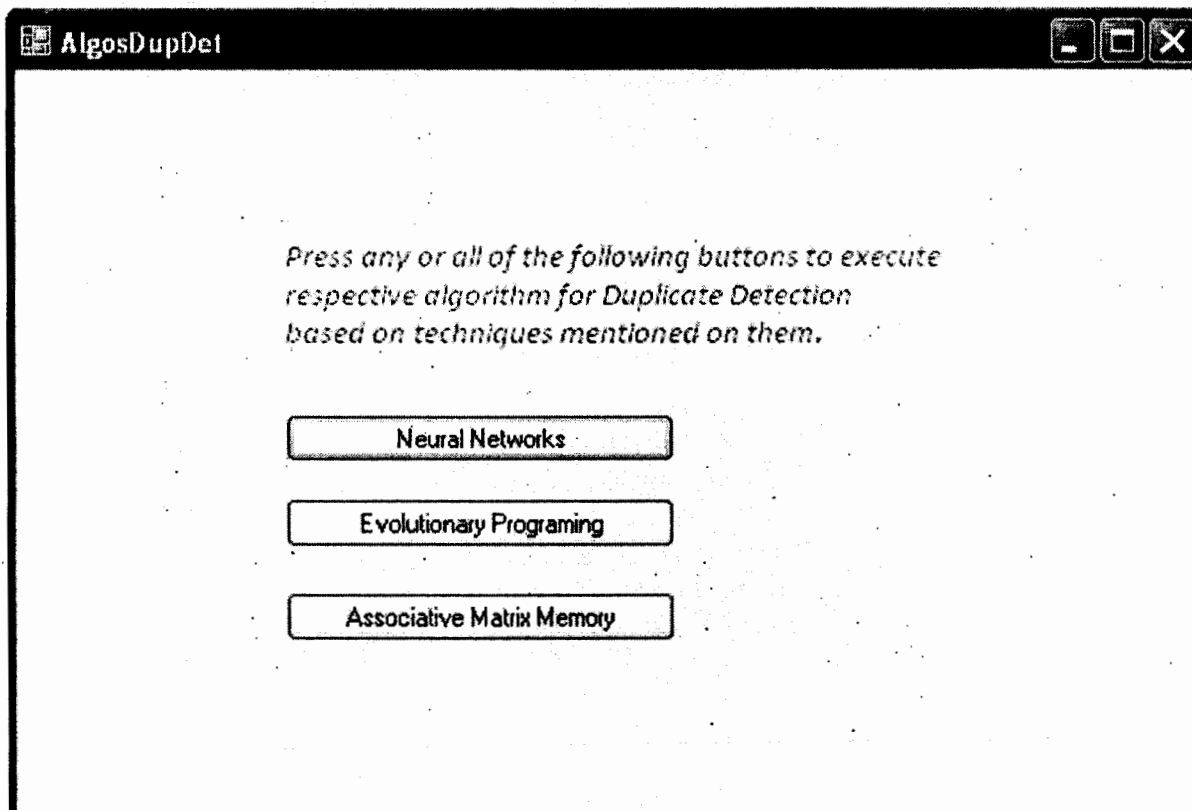 AlgosDupDet
Press any or all of the following buttons to execute
respective algorithm for Duplicate Detection
based on techniques mentioned on them.
Neural Networks
Evolutionary Programing
Associative Matrix Memory